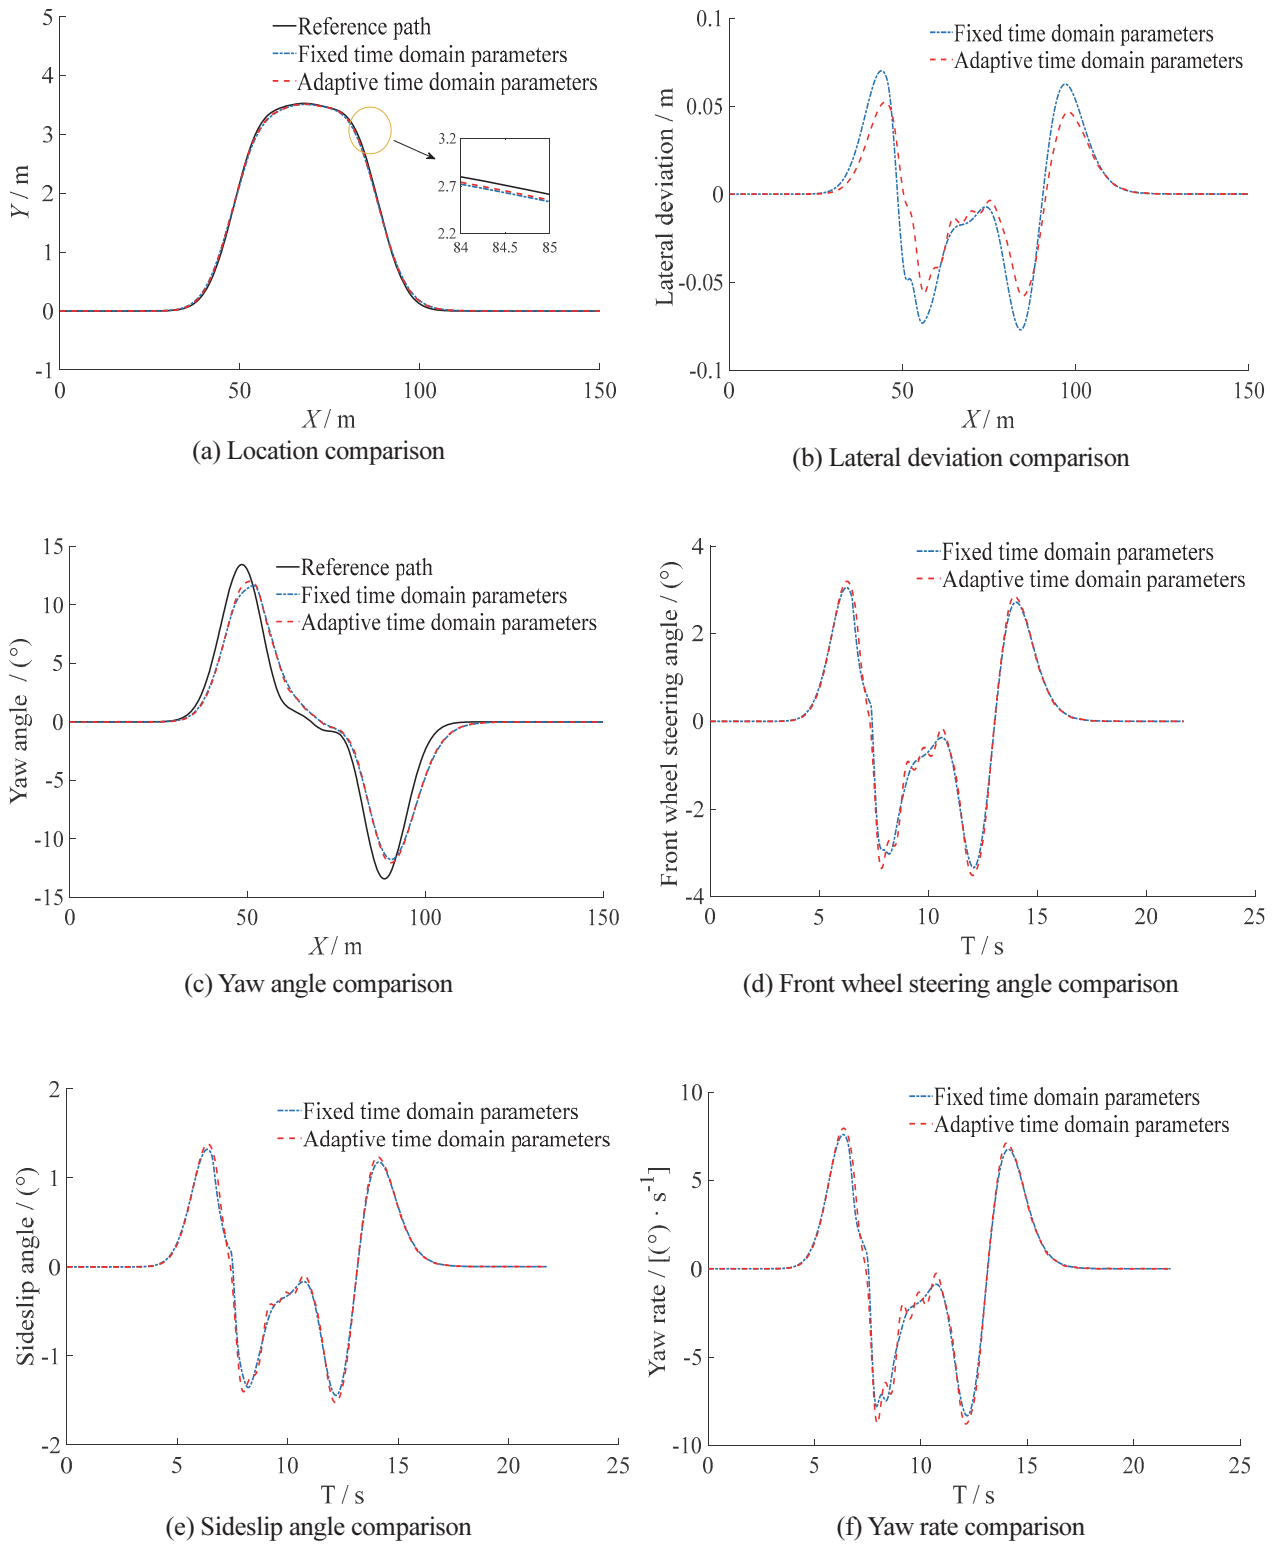 Reference path
Fixed time domain parameters
Adaptive time domain parameters
5
4
3
2
1
0
-1
Y / m
3.2
2.7
2.2
84
84.5
85
0
50
100
150
X / m
(a) Location comparison
Fixed time domain parameters
Adaptive time domain parameters
0.1
0.05
0
-0.05
-0.1
Lateral deviation / m
0
50
100
150
X / m
(b) Lateral deviation comparison
Reference path
Fixed time domain parameters
Adaptive time domain parameters
15
10
5
0
-5
-10
-15
Yaw angle / (°)
0
50
100
150
X / m
(c) Yaw angle comparison
Fixed time domain parameters
Adaptive time domain parameters
4
2
0
-2
-4
Front wheel steering angle / (°)
0
5
10
15
20
25
T / s
(d) Front wheel steering angle comparison
Fixed time domain parameters
Adaptive time domain parameters
2
1
0
-1
-2
Sideslip angle / (°)
0
5
10
15
20
25
T / s
(e) Sideslip angle comparison
Fixed time domain parameters
Adaptive time domain parameters
10
5
0
-5
-10
Yaw rate / [(°) · s⁻¹]
0
5
10
15
20
25
T / s
(f) Yaw rate comparison